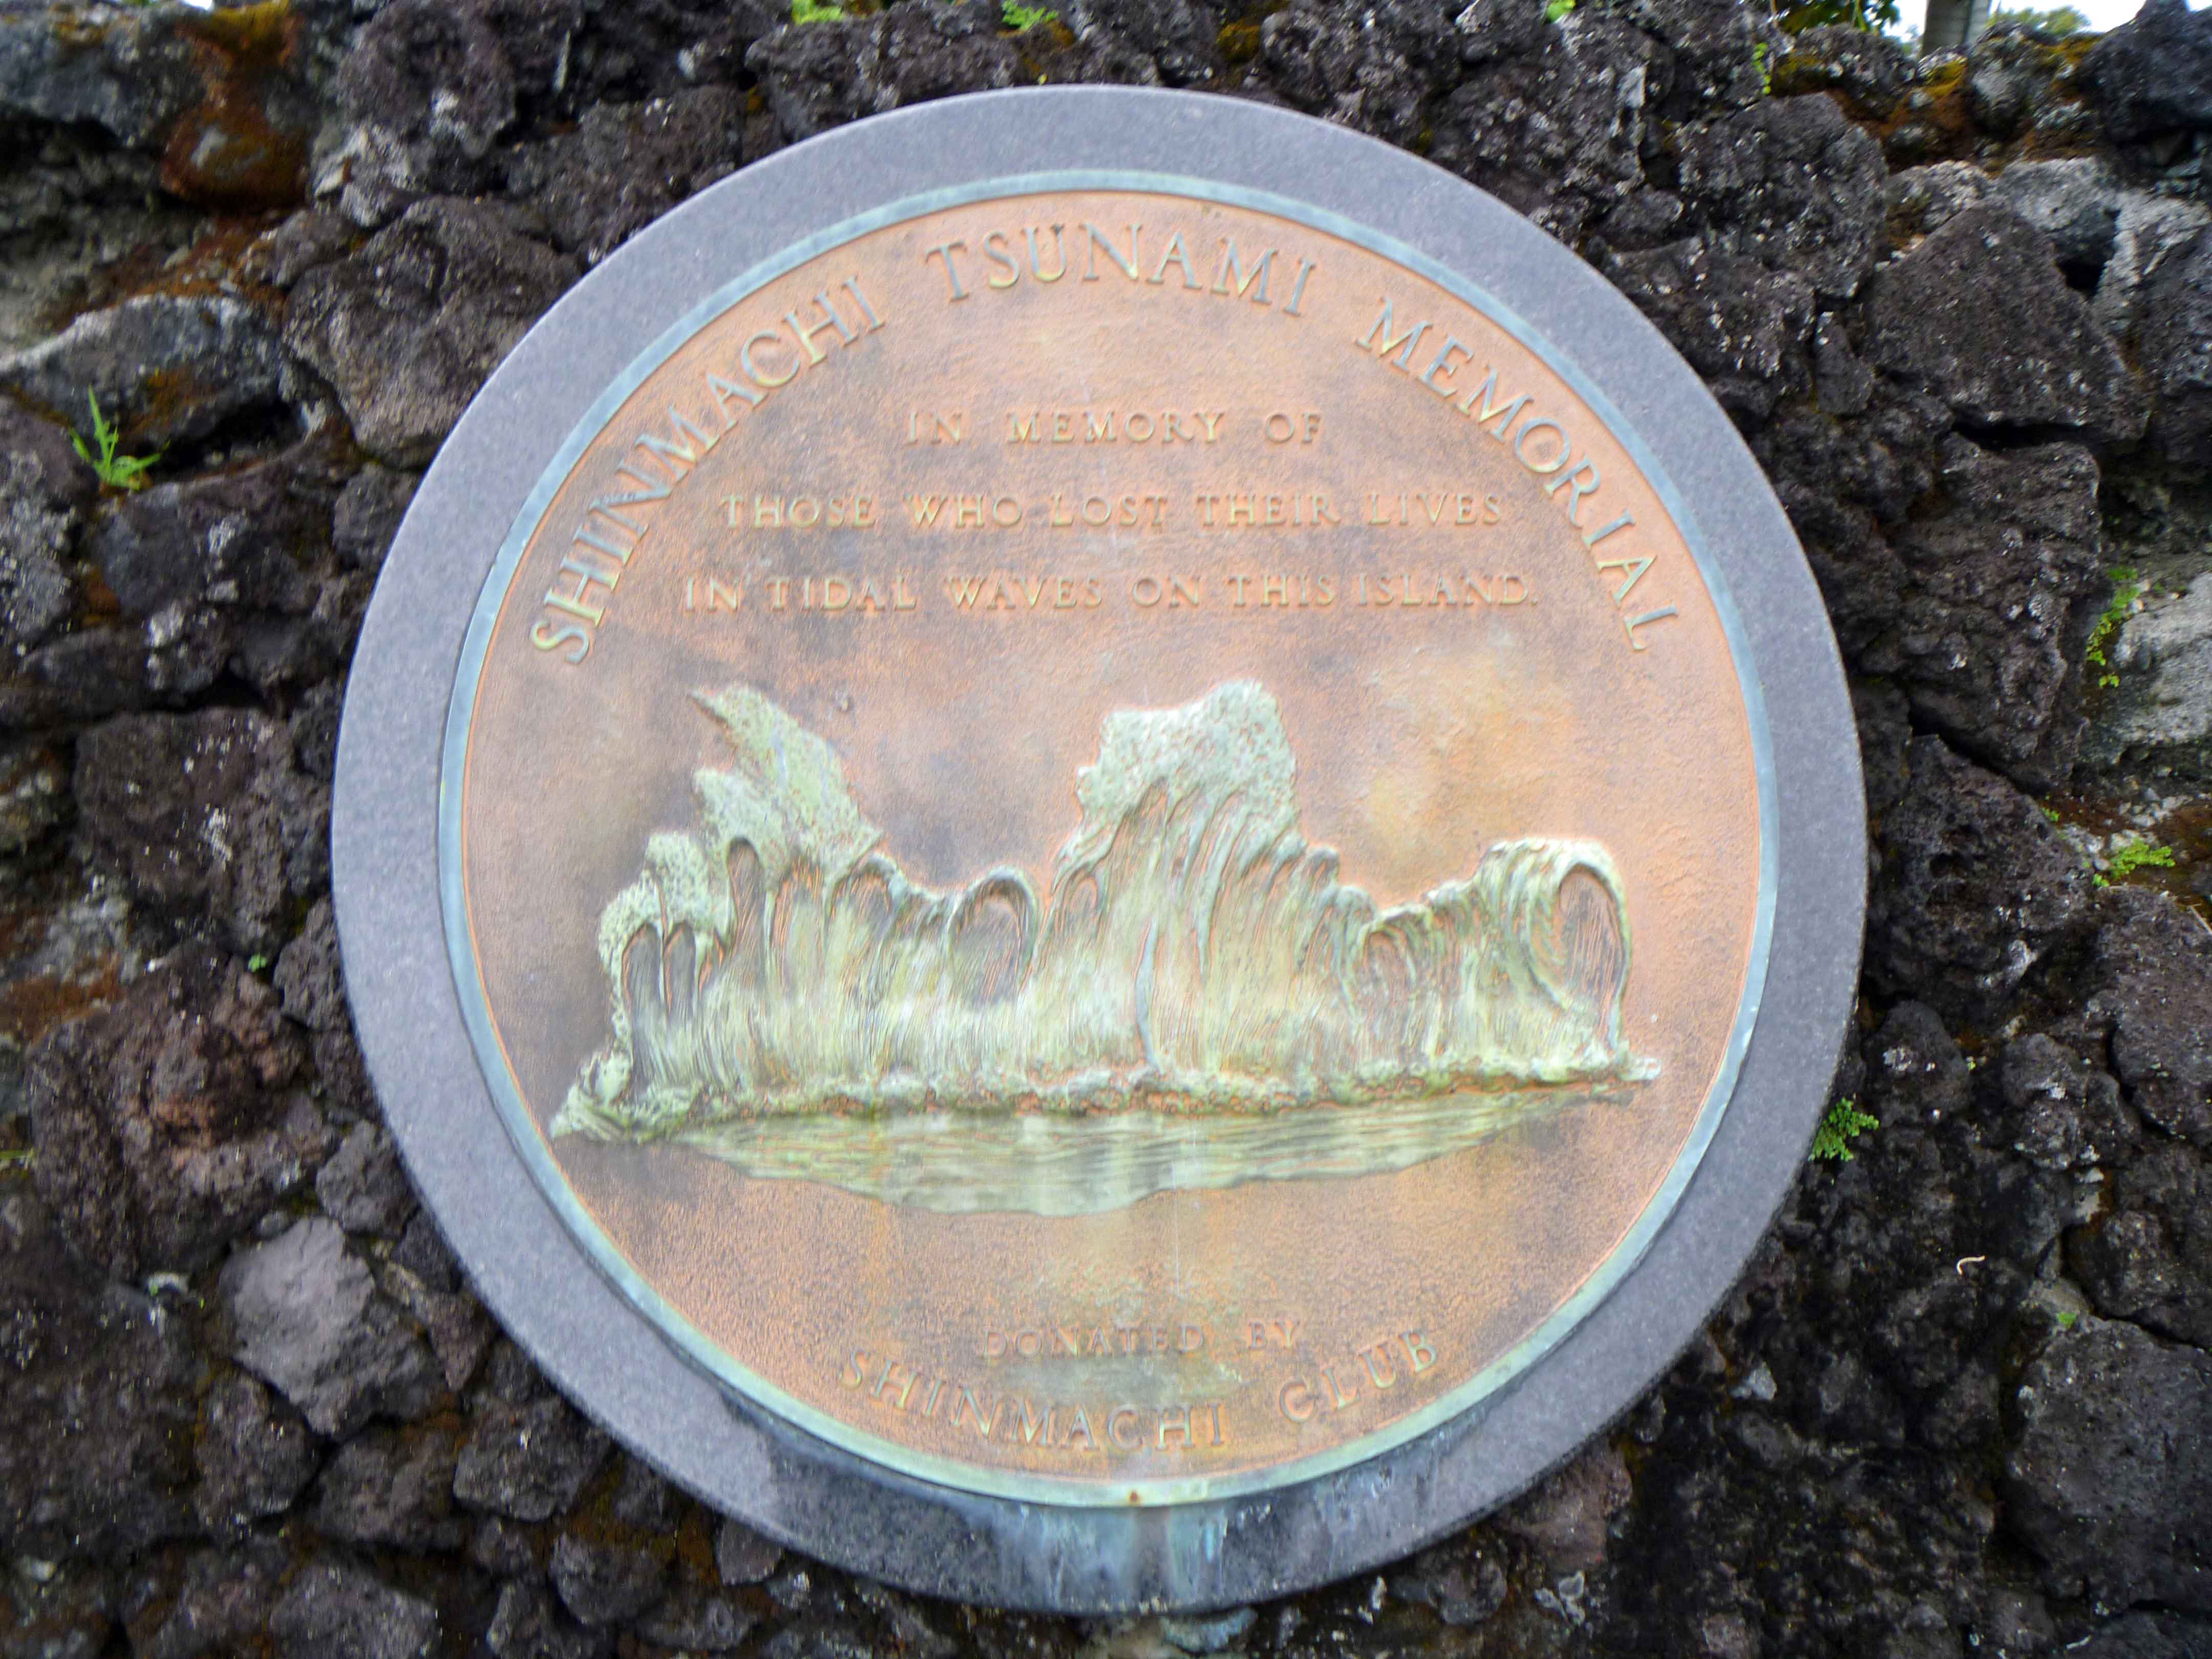 SHINMACHI TSUNAMI MEMORIAL
IN MEMORY OF
THOSE WHO LOST THEIR LIVES
IN TIDAL WAVES ON THIS ISLAND.
DONATED BY
SHINMACHI CLUB